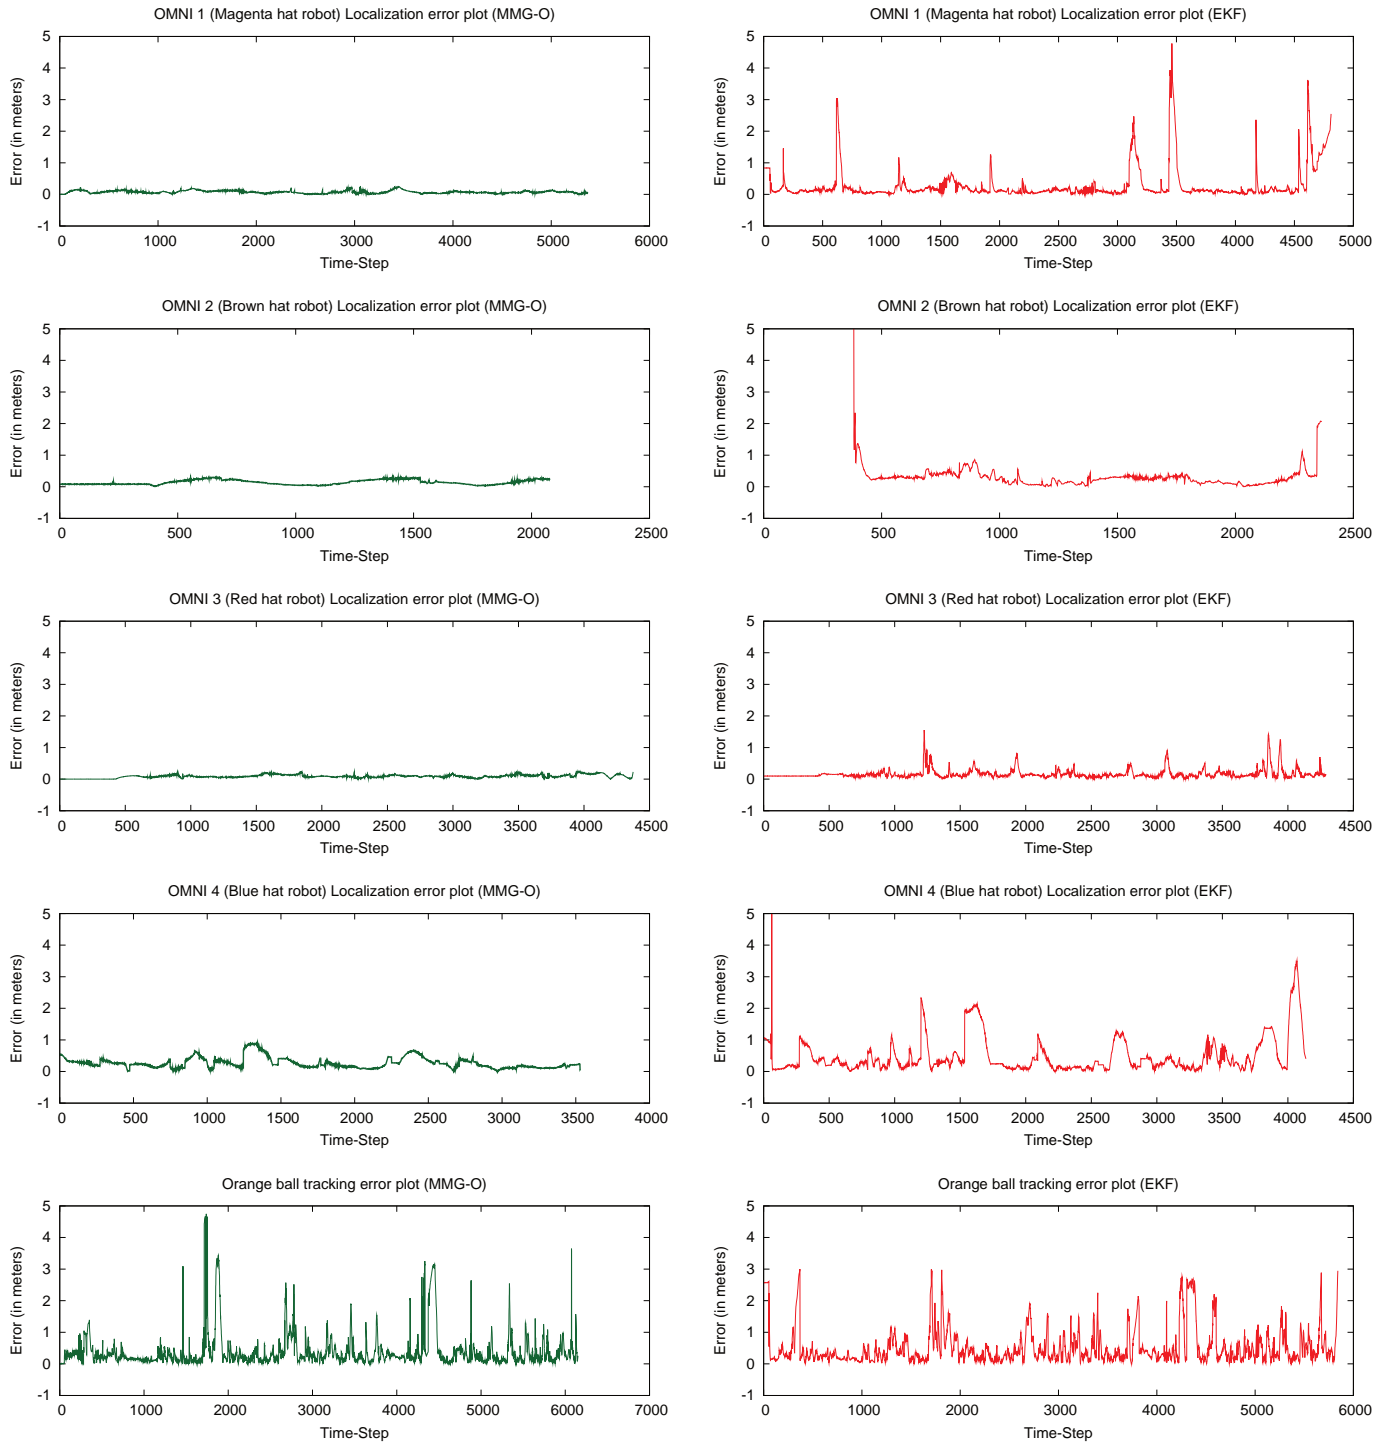 OMNI 1 (Magenta hat robot) Localization error plot (MMG-O)
5
4
3
2
1
0
-1
Error (in meters)
0 1000 2000 3000 4000 5000 6000
Time-Step
OMNI 1 (Magenta hat robot) Localization error plot (EKF)
5
4
3
2
1
0
-1
Error (in meters)
0 500 1000 1500 2000 2500 3000 3500 4000 4500 5000
Time-Step
OMNI 2 (Brown hat robot) Localization error plot (MMG-O)
5
4
3
2
1
0
-1
Error (in meters)
0 500 1000 1500 2000 2500
Time-Step
OMNI 2 (Brown hat robot) Localization error plot (EKF)
5
4
3
2
1
0
-1
Error (in meters)
0 500 1000 1500 2000 2500
Time-Step
OMNI 3 (Red hat robot) Localization error plot (MMG-O)
5
4
3
2
1
0
-1
Error (in meters)
0 500 1000 1500 2000 2500 3000 3500 4000 4500
Time-Step
OMNI 3 (Red hat robot) Localization error plot (EKF)
5
4
3
2
1
0
-1
Error (in meters)
0 500 1000 1500 2000 2500 3000 3500 4000 4500
Time-Step
OMNI 4 (Blue hat robot) Localization error plot (MMG-O)
5
4
3
2
1
0
-1
Error (in meters)
0 500 1000 1500 2000 2500 3000 3500 4000
Time-Step
OMNI 4 (Blue hat robot) Localization error plot (EKF)
5
4
3
2
1
0
-1
Error (in meters)
0 500 1000 1500 2000 2500 3000 3500 4000 4500
Time-Step
Orange ball tracking error plot (MMG-O)
5
4
3
2
1
0
-1
Error (in meters)
0 1000 2000 3000 4000 5000 6000 7000
Time-Step
Orange ball tracking error plot (EKF)
5
4
3
2
1
0
-1
Error (in meters)
0 1000 2000 3000 4000 5000 6000
Time-Step